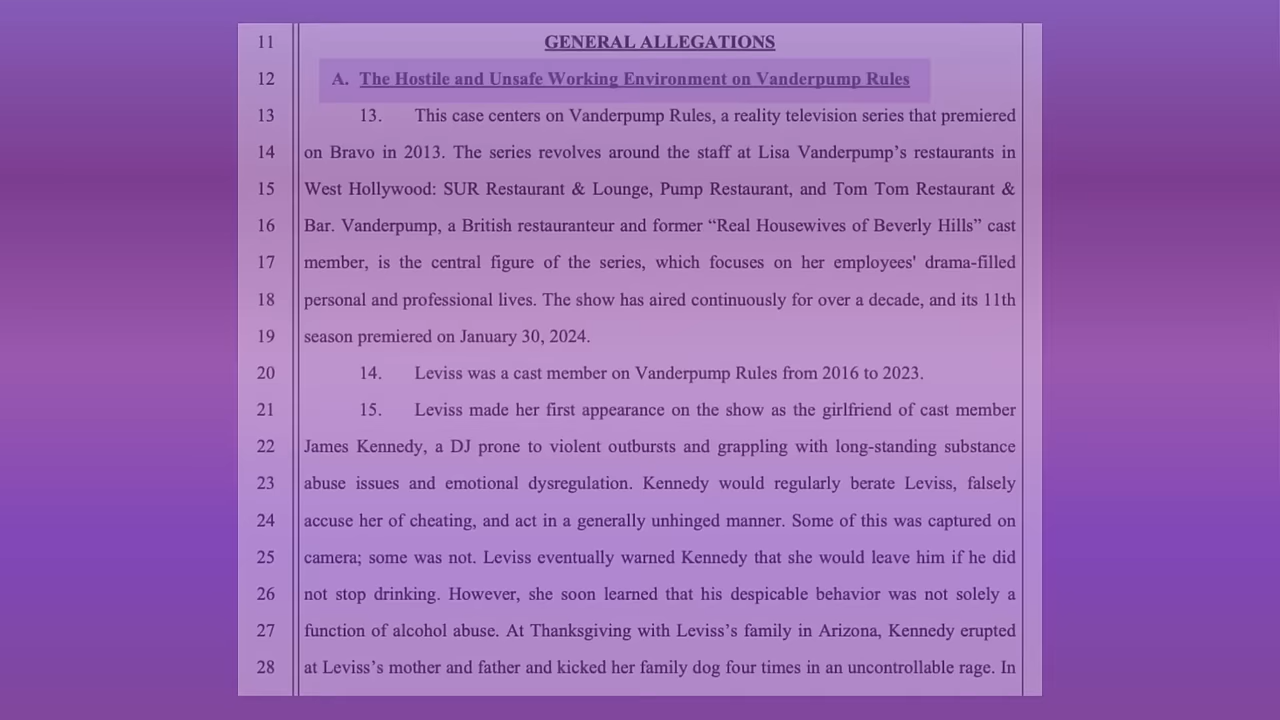 11 GENERAL ALLEGATIONS
12 A. The Hostile and Unsafe Working Environment on Vanderpump Rules
13 13. This case centers on Vanderpump Rules, a reality television series that premiered
14 on Bravo in 2013. The series revolves around the staff at Lisa Vanderpump’s restaurants in
15 West Hollywood: SUR Restaurant & Lounge, Pump Restaurant, and Tom Tom Restaurant &
16 Bar. Vanderpump, a British restauranteur and former “Real Housewives of Beverly Hills” cast
17 member, is the central figure of the series, which focuses on her employees' drama-filled
18 personal and professional lives. The show has aired continuously for over a decade, and its 11th
19 season premiered on January 30, 2024.
20 14. Leviss was a cast member on Vanderpump Rules from 2016 to 2023.
21 15. Leviss made her first appearance on the show as the girlfriend of cast member
22 James Kennedy, a DJ prone to violent outbursts and grappling with long-standing substance
23 abuse issues and emotional dysregulation. Kennedy would regularly berate Leviss, falsely
24 accuse her of cheating, and act in a generally unhinged manner. Some of this was captured on
25 camera; some was not. Leviss eventually warned Kennedy that she would leave him if he did
26 not stop drinking. However, she soon learned that his despicable behavior was not solely a
27 function of alcohol abuse. At Thanksgiving with Leviss’s family in Arizona, Kennedy erupted
28 at Leviss’s mother and father and kicked her family dog four times in an uncontrollable rage. In